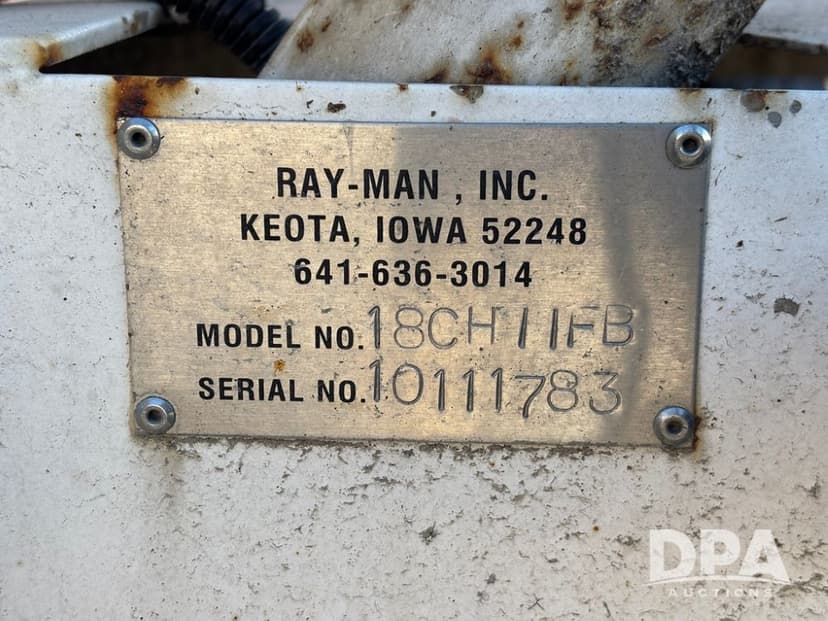 RAY-MAN , INC.
KEOTA, IOWA 52248
641-636-3014
MODEL NO. 18CH11FB
SERIAL NO. 10111783
DPA
AUCTIONS